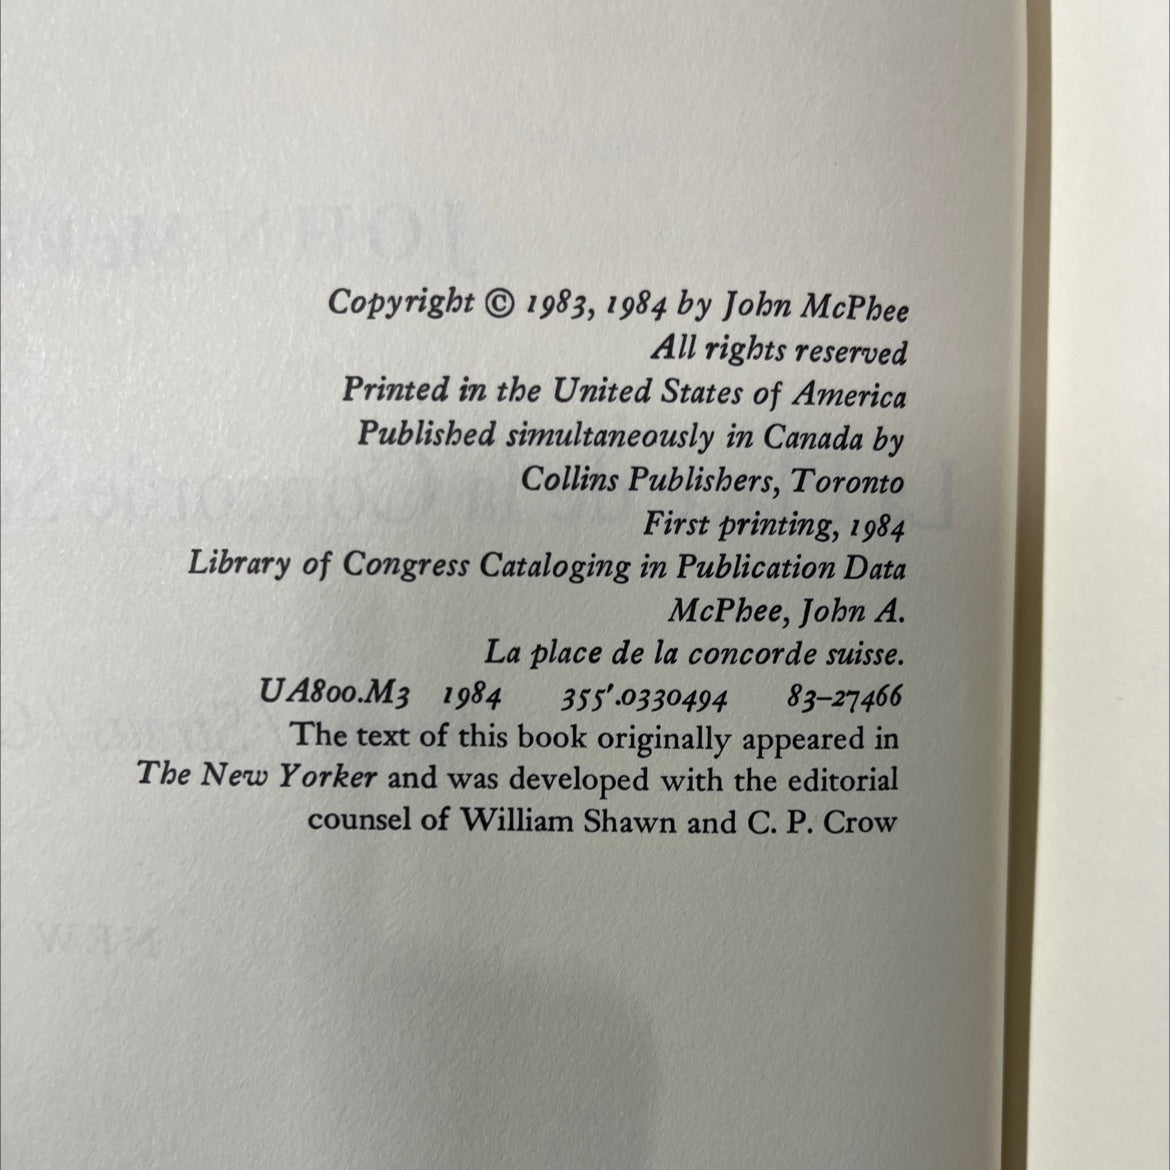 Copyright © 1983, 1984 by John McPhee
All rights reserved
Printed in the United States of America
Published simultaneously in Canada by
Collins Publishers, Toronto
First printing, 1984
Library of Congress Cataloging in Publication Data
McPhee, John A.
La place de la concorde suisse.
UA800.M3 1984 355'.0330494 83–27466
The text of this book originally appeared in
The New Yorker and was developed with the editorial
counsel of William Shawn and C. P. Crow